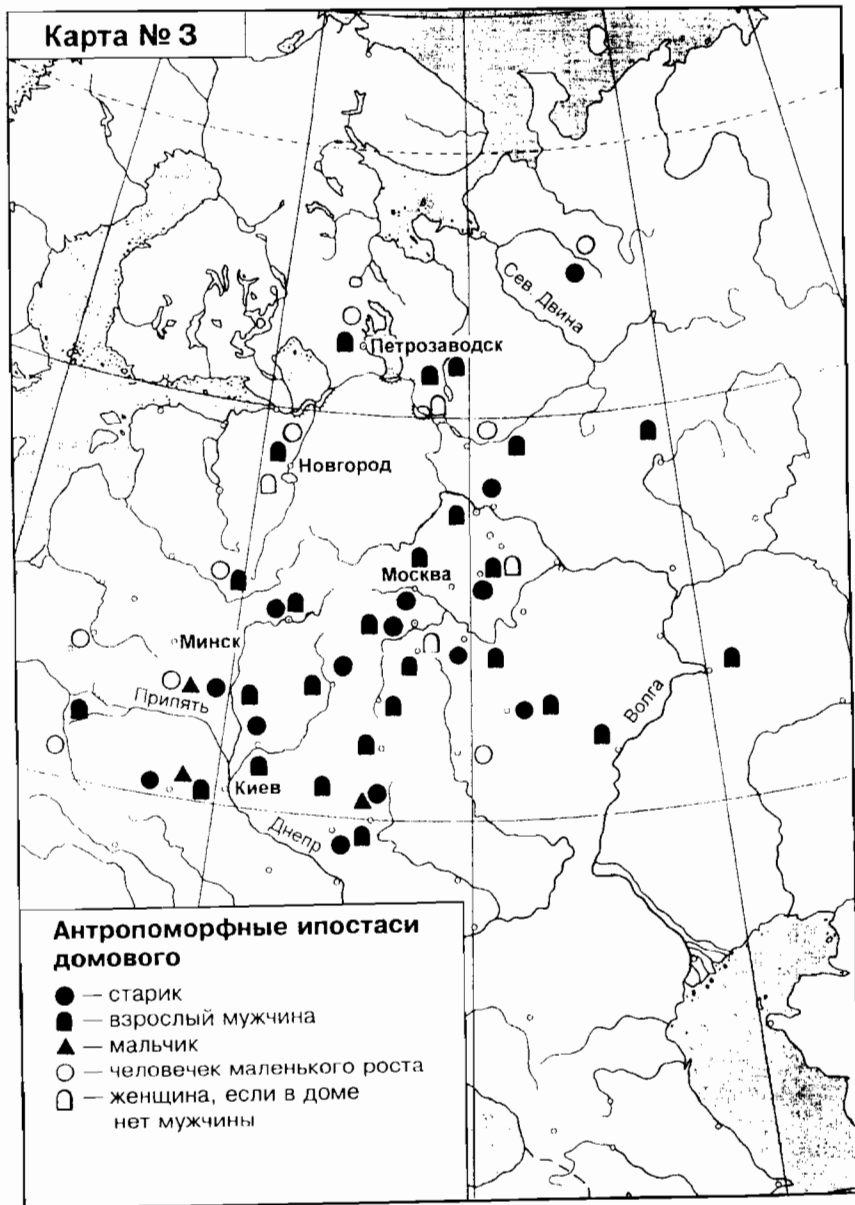 Карта № 3
Сев. Двина
Петрозаводск
Новгород
Москва
Минск
Припять
Волга
Киев
Днепр
Антропоморфные ипостаси
домового
— старик
— взрослый мужчина
— мальчик
— человечек маленького роста
— женщина, если в доме
нет мужчины